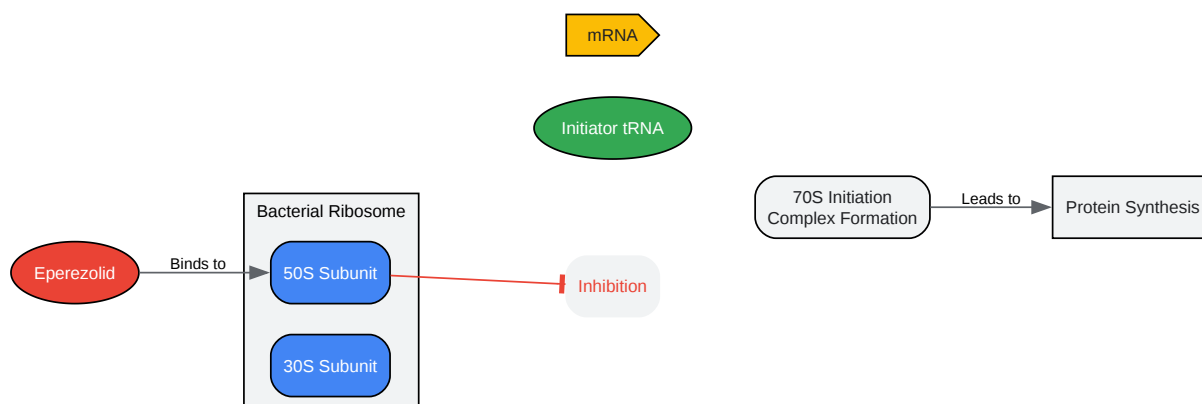 mRNA
Initiator tRNA
70S Initiation
Complex Formation
Leads to
Protein Synthesis
Bacterial Ribosome
Eperezolid
Binds to
50S Subunit
Inhibition
30S Subunit